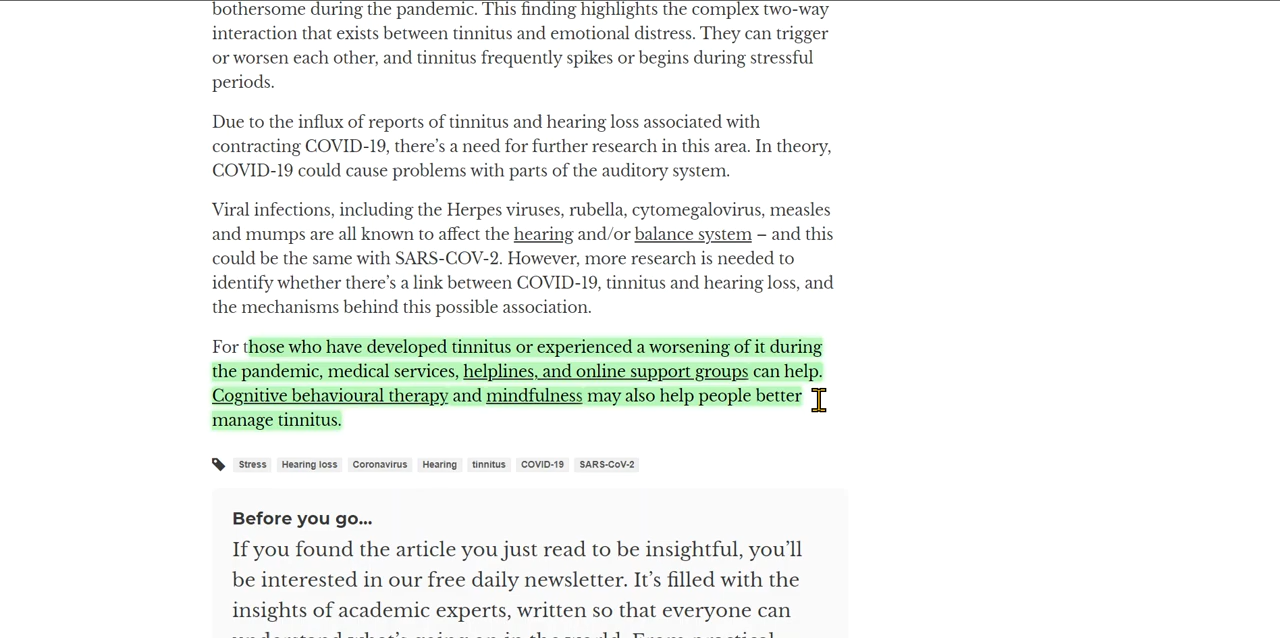 bothersome during the pandemic. This finding highlights the complex two-way
interaction that exists between tinnitus and emotional distress. They can trigger
or worsen each other, and tinnitus frequently spikes or begins during stressful
periods.
Due to the influx of reports of tinnitus and hearing loss associated with
contracting COVID-19, there’s a need for further research in this area. In theory,
COVID-19 could cause problems with parts of the auditory system.
Viral infections, including the Herpes viruses, rubella, cytomegalovirus, measles
and mumps are all known to affect the hearing and/or balance system – and this
could be the same with SARS-COV-2. However, more research is needed to
identify whether there’s a link between COVID-19, tinnitus and hearing loss, and
the mechanisms behind this possible association.
For those who have developed tinnitus or experienced a worsening of it during
the pandemic, medical services, helplines, and online support groups can help.
Cognitive behavioural therapy and mindfulness may also help people better
manage tinnitus.
Stress Hearing loss Coronavirus Hearing tinnitus COVID-19 SARS-CoV-2
Before you go...
If you found the article you just read to be insightful, you’ll
be interested in our free daily newsletter. It’s filled with the
insights of academic experts, written so that everyone can
understand what’s going on in the world. From practical